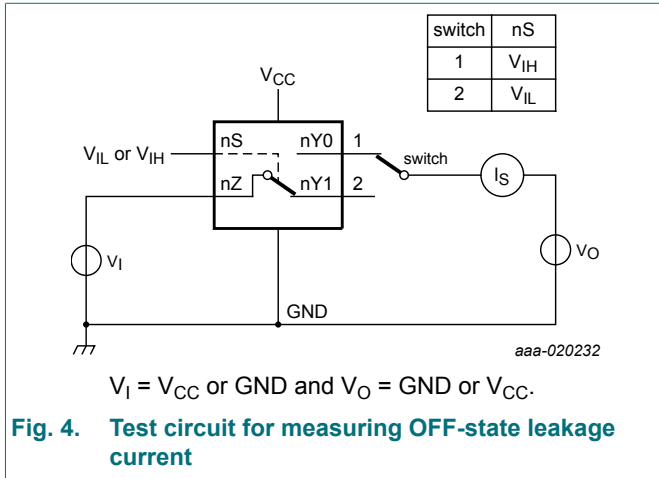 switch nS
1 VIH
2 VIL
VCC
nS nY0 1
VIL or VIH
switch
nZ nY1 2
IS
VI
VO
GND
aaa-020232
VI = VCC or GND and VO = GND or VCC.
Fig. 4. Test circuit for measuring OFF-state leakage
current